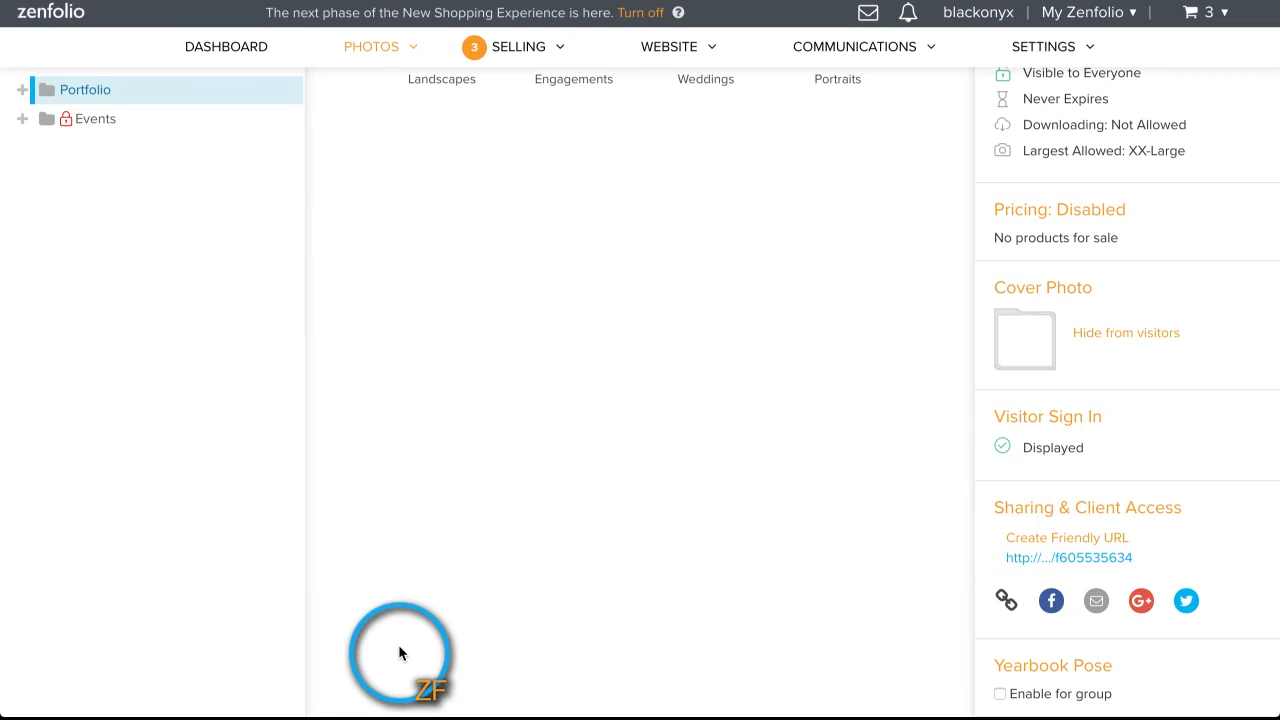 zenfolio
The next phase of the New Shopping Experience is here. Turn off ?
blackonyx | My Zenfolio ▾ | 3 ▾
DASHBOARD PHOTOS 3 SELLING WEBSITE COMMUNICATIONS SETTINGS
Portfolio
Events
Landscapes Engagements Weddings Portraits
Visible to Everyone
Never Expires
Downloading: Not Allowed
Largest Allowed: XX-Large
Pricing: Disabled
No products for sale
Cover Photo
Hide from visitors
Visitor Sign In
Displayed
Sharing & Client Access
Create Friendly URL
http://.../f605535634
f G+
Yearbook Pose
Enable for group
ZF